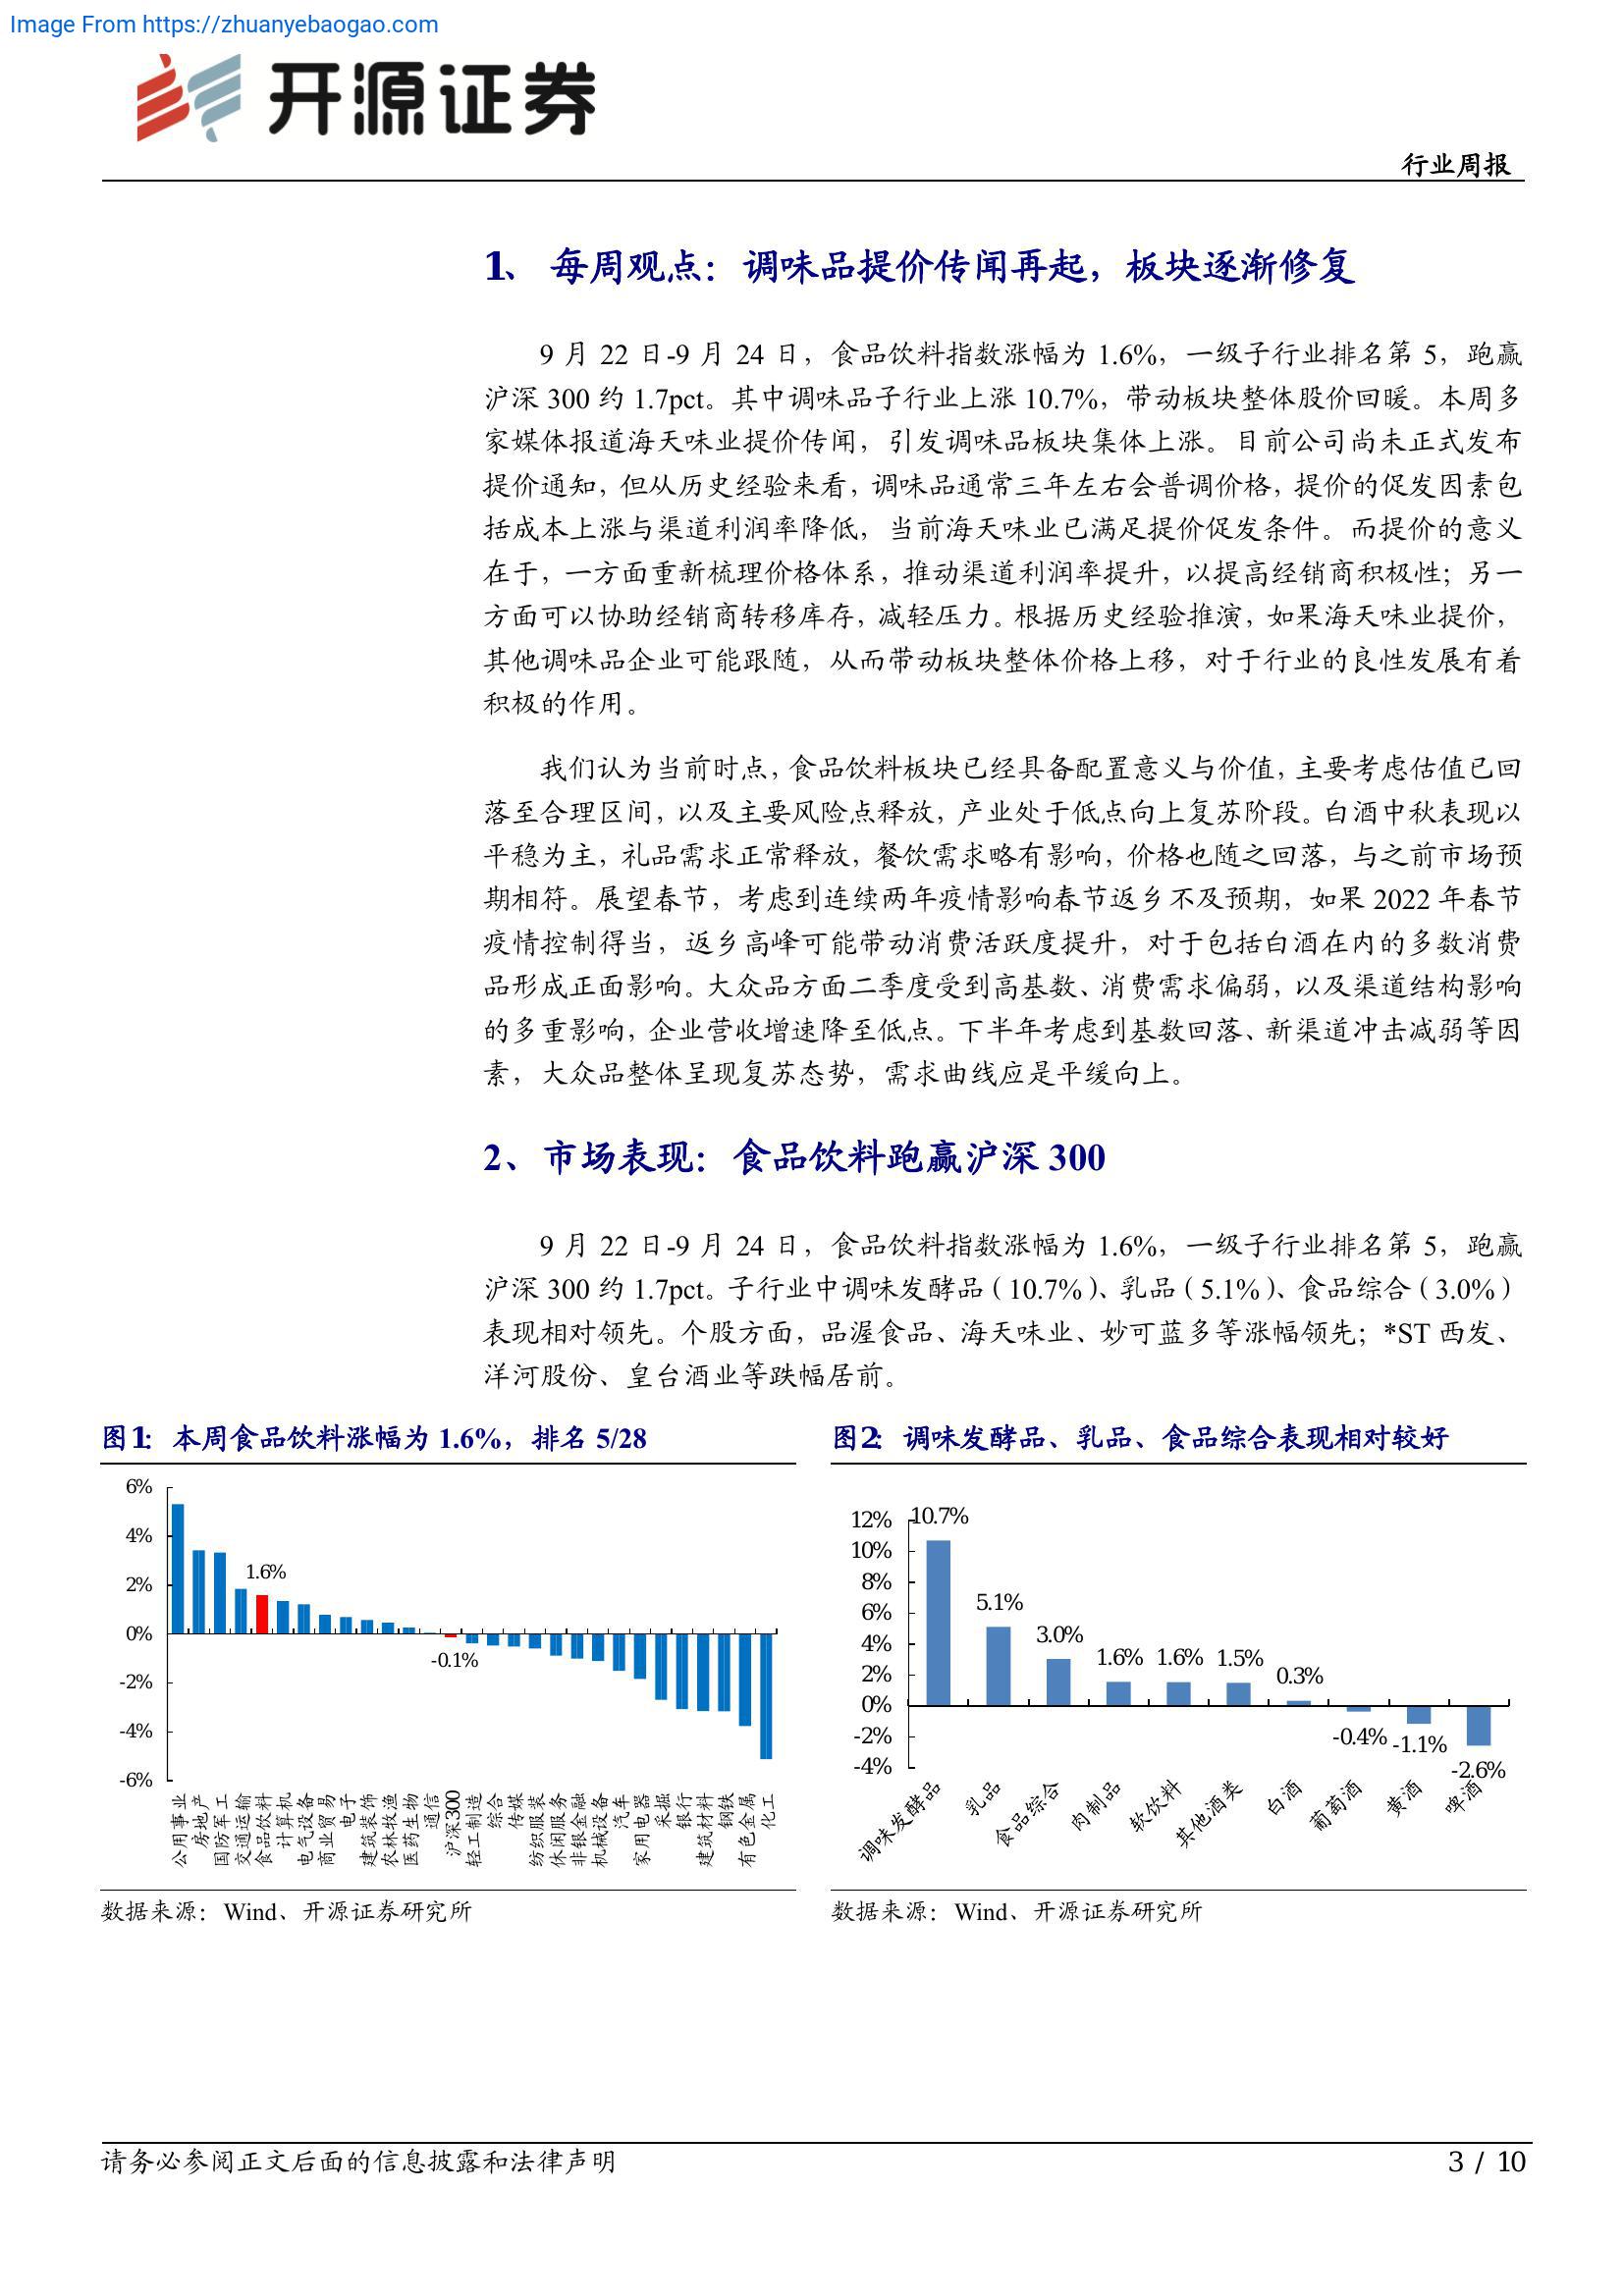 Image From https://zhuanyebaogao.com
开源证券
行业周报
1、 每周观点：调味品提价传闻再起，板块逐渐修复
9 月 22 日-9 月 24 日，食品饮料指数涨幅为 1.6%，一级子行业排名第 5，跑赢
沪深 300 约 1.7pct。其中调味品子行业上涨 10.7%，带动板块整体股价回暖。本周多
家媒体报道海天味业提价传闻，引发调味品板块集体上涨。目前公司尚未正式发布
提价通知，但从历史经验来看，调味品通常三年左右会普调价格，提价的促发因素包
括成本上涨与渠道利润率降低，当前海天味业已满足提价促发条件。而提价的意义
在于，一方面重新梳理价格体系，推动渠道利润率提升，以提高经销商积极性；另一
方面可以协助经销商转移库存，减轻压力。根据历史经验推演，如果海天味业提价，
其他调味品企业可能跟随，从而带动板块整体价格上移，对于行业的良性发展有着
积极的作用。
我们认为当前时点，食品饮料板块已经具备配置意义与价值，主要考虑估值已回
落至合理区间，以及主要风险点释放，产业处于低点向上复苏阶段。白酒中秋表现以
平稳为主，礼品需求正常释放，餐饮需求略有影响，价格也随之回落，与之前市场预
期相符。展望春节，考虑到连续两年疫情影响春节返乡不及预期，如果 2022 年春节
疫情控制得当，返乡高峰可能带动消费活跃度提升，对于包括白酒在内的多数消费
品形成正面影响。大众品方面二季度受到高基数、消费需求偏弱，以及渠道结构影响
的多重影响，企业营收增速降至低点。下半年考虑到基数回落、新渠道冲击减弱等因
素，大众品整体呈现复苏态势，需求曲线应是平缓向上。
2、市场表现：食品饮料跑赢沪深 300
9 月 22 日-9 月 24 日，食品饮料指数涨幅为 1.6%，一级子行业排名第 5，跑赢
沪深 300 约 1.7pct。子行业中调味发酵品（10.7%）、乳品（5.1%）、食品综合（3.0%）
表现相对领先。个股方面，品渥食品、海天味业、妙可蓝多等涨幅领先；*ST 西发、
洋河股份、皇台酒业等跌幅居前。
图1： 本周食品饮料涨幅为 1.6%，排名 5/28
6%
4%
2%
0%
-2%
-4%
-6%
1.6%
-0.1%
公用事业
房地产
国防军工
交通运输
食品饮料
计算机
电气设备
商业贸易
电子
建筑装饰
农林牧渔
医药生物
通信
沪深300
轻工制造
综合
传媒
纺织服装
休闲服务
非银金融
机械设备
汽车
家用电器
采掘
银行
建筑材料
钢铁
有色金属
化工
数据来源：Wind、开源证券研究所
图2： 调味发酵品、乳品、食品综合表现相对较好
12%
10%
8%
6%
4%
2%
0%
-2%
-4%
10.7%
5.1%
3.0%
1.6%
1.6%
1.5%
0.3%
-0.4%
-1.1%
-2.6%
调味发酵品
乳品
食品综合
肉制品
软饮料
其他酒类
白酒
葡萄酒
黄酒
啤酒
数据来源：Wind、开源证券研究所
请务必参阅正文后面的信息披露和法律声明
3 / 10